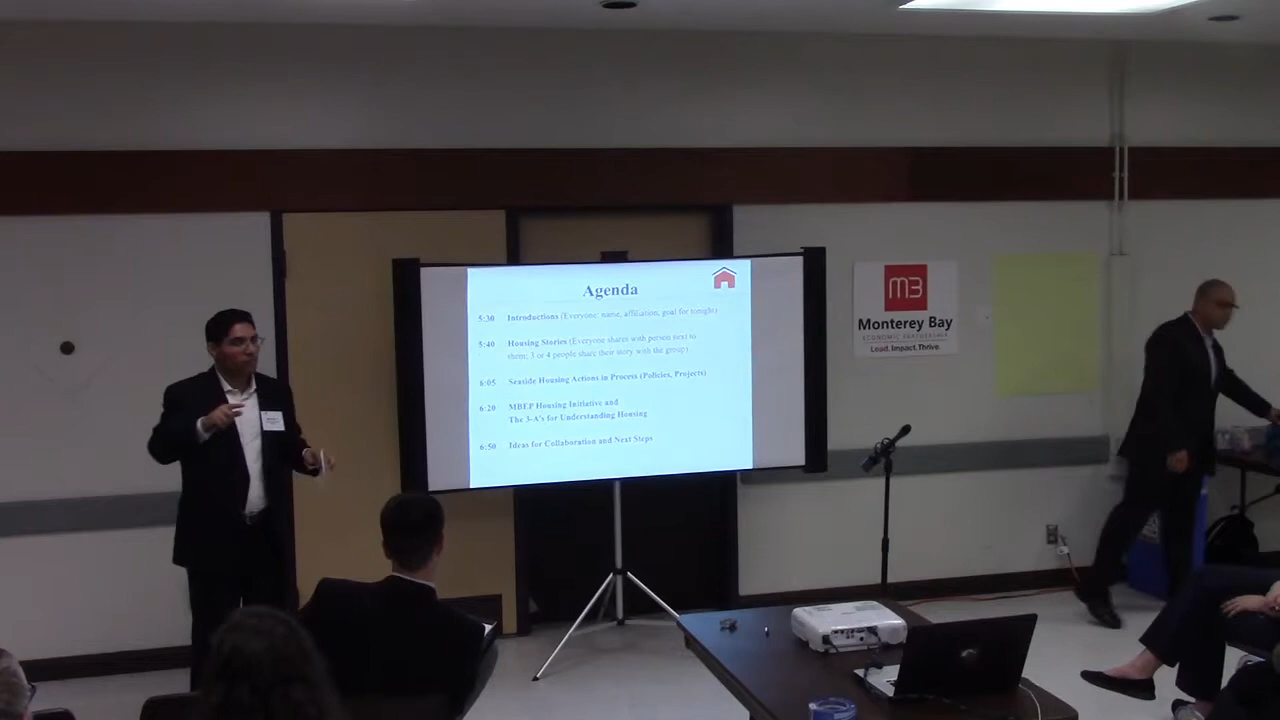 Agenda
5:30 Introductions (Everyone: name, affiliation, goal for tonight)
5:40 Housing Stories (Everyone shares with person next to
them; 3 or 4 people share their story with the group)
6:05 Seaside Housing Actions in Process (Policies, Projects)
6:20 MBEP Housing Initiative and
The 3-A's for Understanding Housing
6:50 Ideas for Collaboration and Next Steps
m3
Monterey Bay
ECONOMIC PARTNERSHIP
Lead. Impact. Thrive.